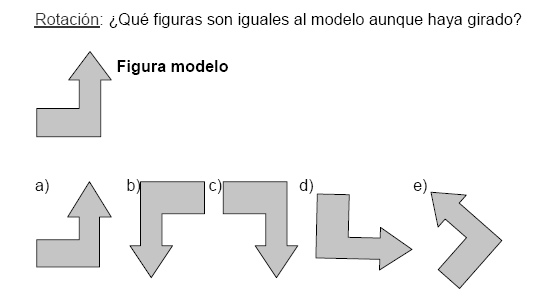 Rotación: ¿Qué figuras son iguales al modelo aunque haya girado?
Figura modelo
a) b) c) d) e)